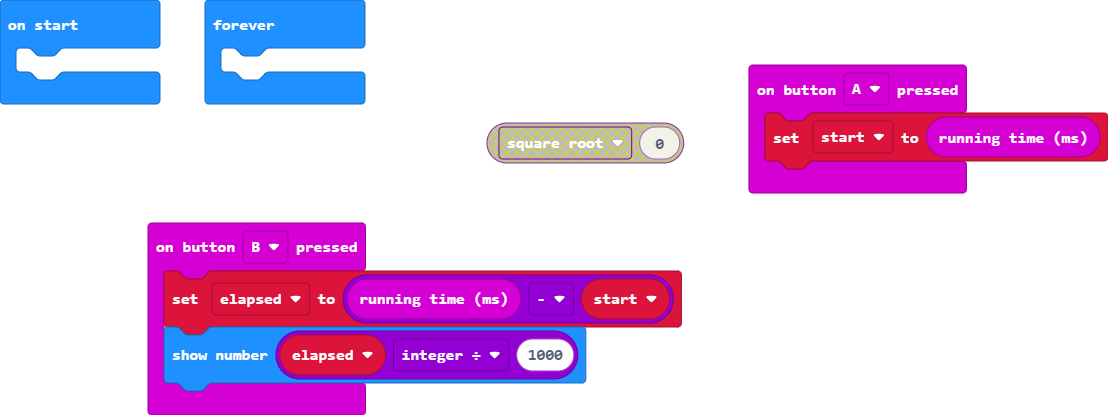 on start
forever
on button A pressed
set start to running time (ms)
square root 0
on button B pressed
set elapsed to running time (ms) - start
show number elapsed integer ÷ 1000